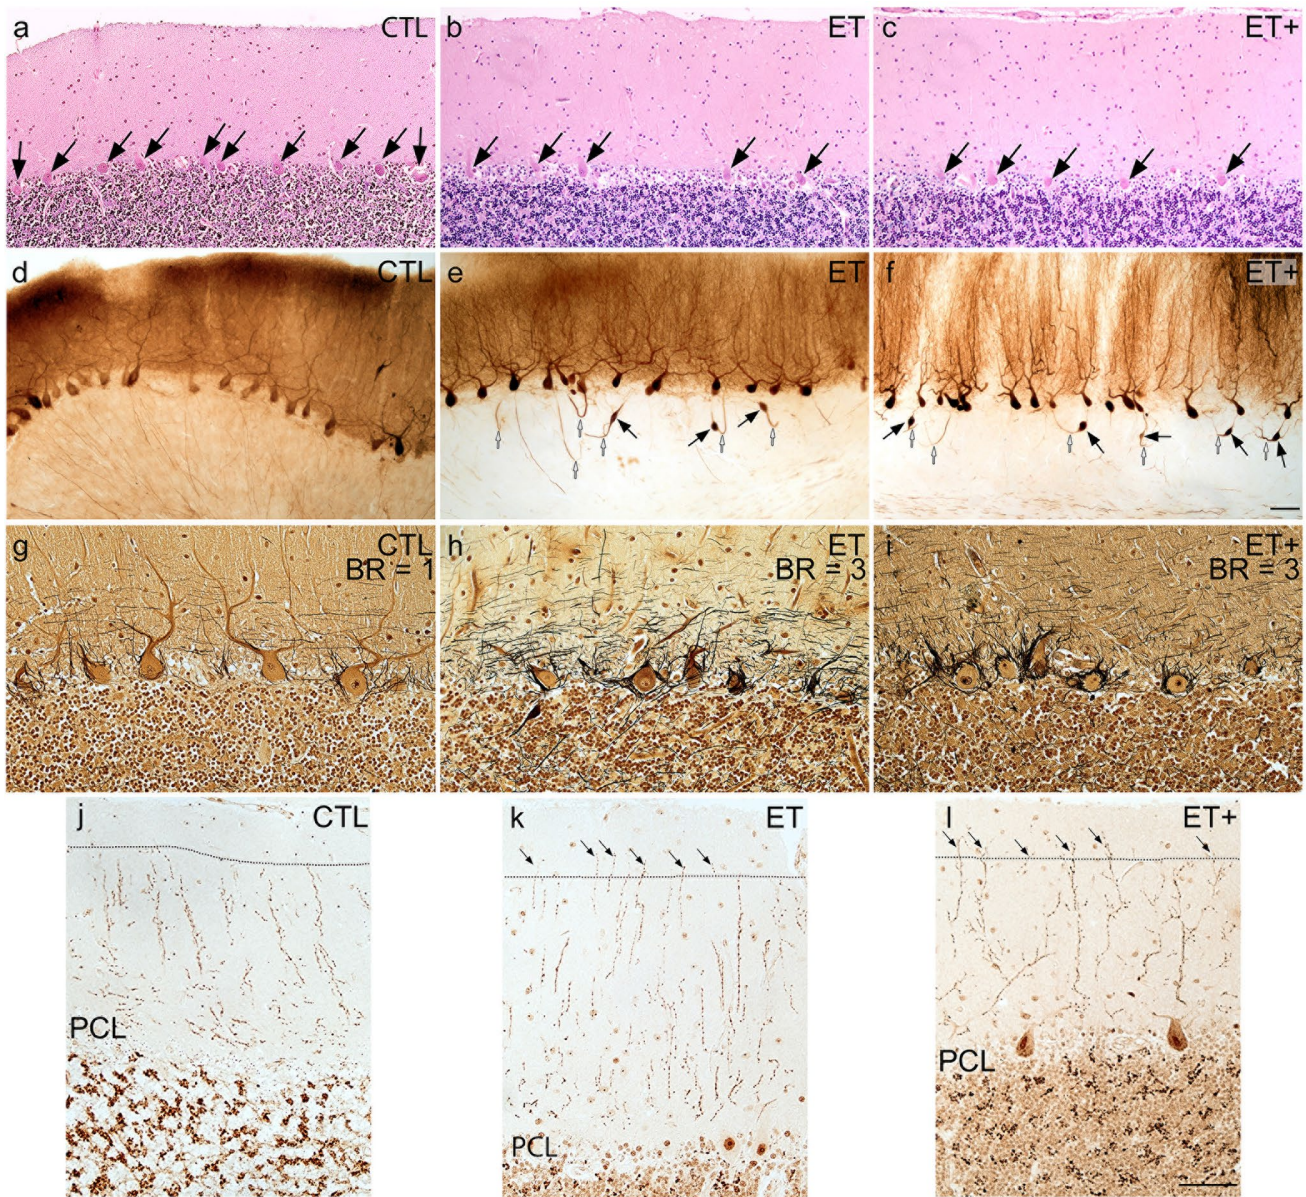 a CTL
b ET
c ET+
d CTL
e ET
f ET+
g CTL
BR = 1
h ET
BR = 3
i ET+
BR = 3
j CTL
PCL
k ET
PCL
l ET+
PCL